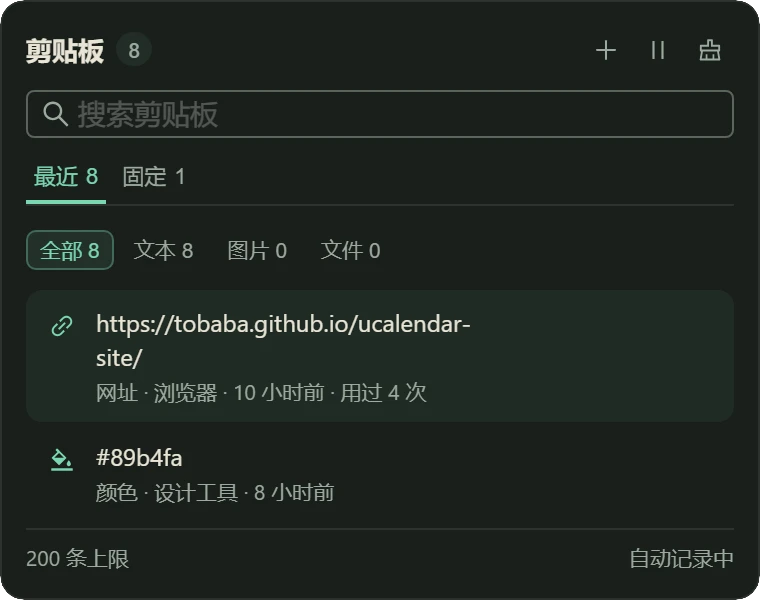 剪贴板 8
搜索剪贴板
最近 8 固定 1
全部 8 文本 8 图片 0 文件 0
https://tobaba.github.io/ucalendar-
site/
网址 · 浏览器 · 10 小时前 · 用过 4 次
#89b4fa
颜色 · 设计工具 · 8 小时前
200 条上限 自动记录中